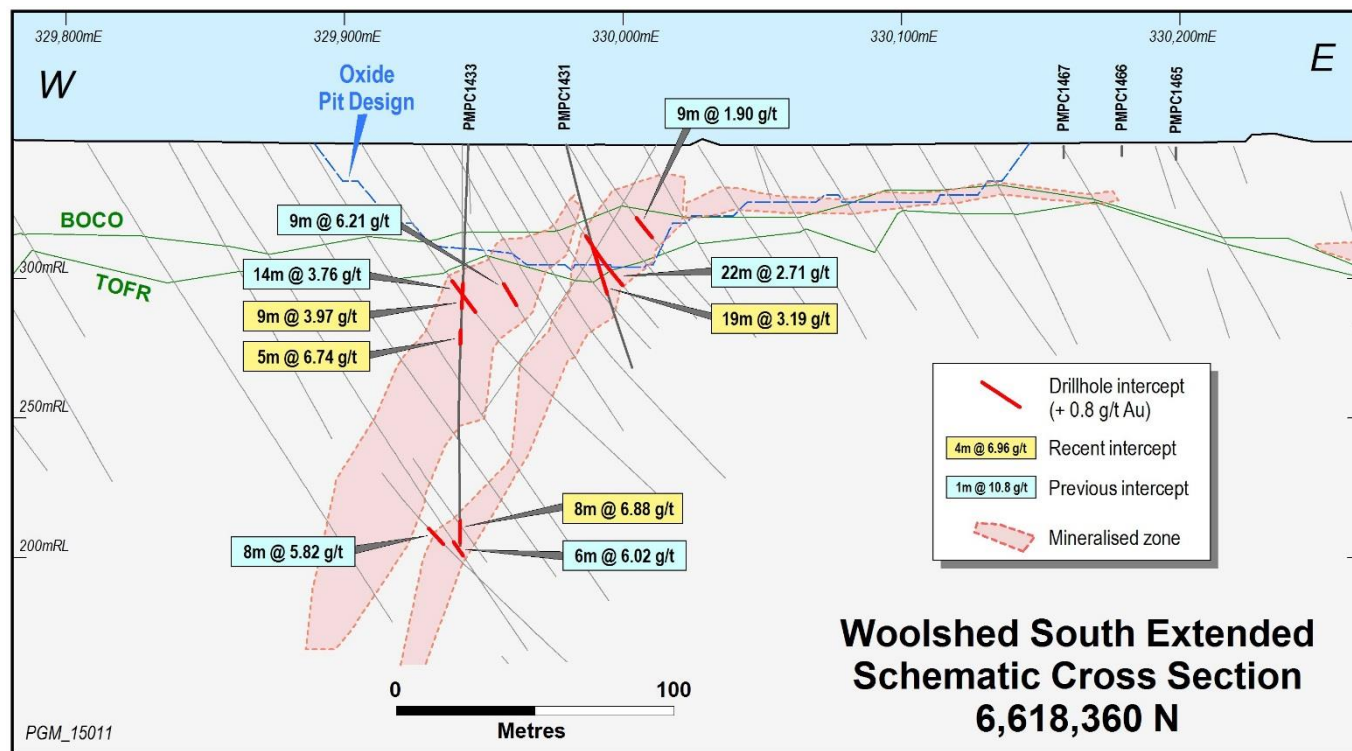 329,800mE
329,900mE
330,000mE
330,100mE
330,200mE
W
E
Oxide
Pit Design
PMPC1433
PMPC1431
PMPC1467
PMPC1466
PMPC1465
9m @ 1.90 g/t
BOCO
TOFR
9m @ 6.21 g/t
300mRL
14m @ 3.76 g/t
22m @ 2.71 g/t
9m @ 3.97 g/t
19m @ 3.19 g/t
5m @ 6.74 g/t
250mRL
Drillhole intercept
(+ 0.8 g/t Au)
4m @ 6.96 g/t
Recent intercept
1m @ 10.8 g/t
Previous intercept
Mineralised zone
8m @ 6.88 g/t
200mRL
8m @ 5.82 g/t
6m @ 6.02 g/t
Woolshed South Extended
Schematic Cross Section
6,618,360 N
0
100
Metres
PGM_15011